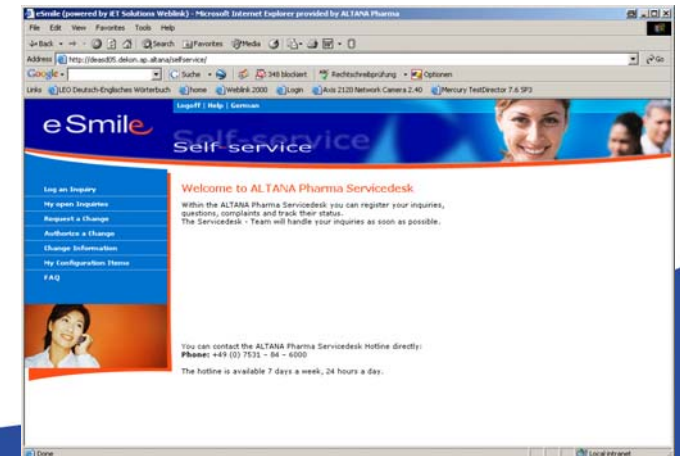 eSmile (powered by iET Solutions Weblink) - Microsoft Internet Explorer provided by ALTANA Pharma
File Edit View Favorites Tools Help
Back Search Favorites Media
Address http://deasd05.dekon.ap.altana/selfservice/ Go
Google Suche 348 blockiert Rechtschreibprüfung Optionen
Links LEO Deutsch-Englisches Wörterbuch home Weblink 2000 Login Axis 2120 Network Camera 2.40 Mercury TestDirector 7.6 SP3
Logoff | Help | German
eSmile
Self-service
Self-service
Log an Inquiry
My open Inquiries
Request a Change
Authorize a Change
Change Information
My Configuration Items
FAQ
Welcome to ALTANA Pharma Servicedesk
Within the ALTANA Pharma Servicedesk you can register your inquiries,
questions, complaints and track their status.
The Servicedesk - Team will handle your inquiries as soon as possible.
You can contact the ALTANA Pharma Servicedesk Hotline directly:
Phone: +49 (0) 7531 - 84 - 6000
The hotline is available 7 days a week, 24 hours a day.
Done Local intranet